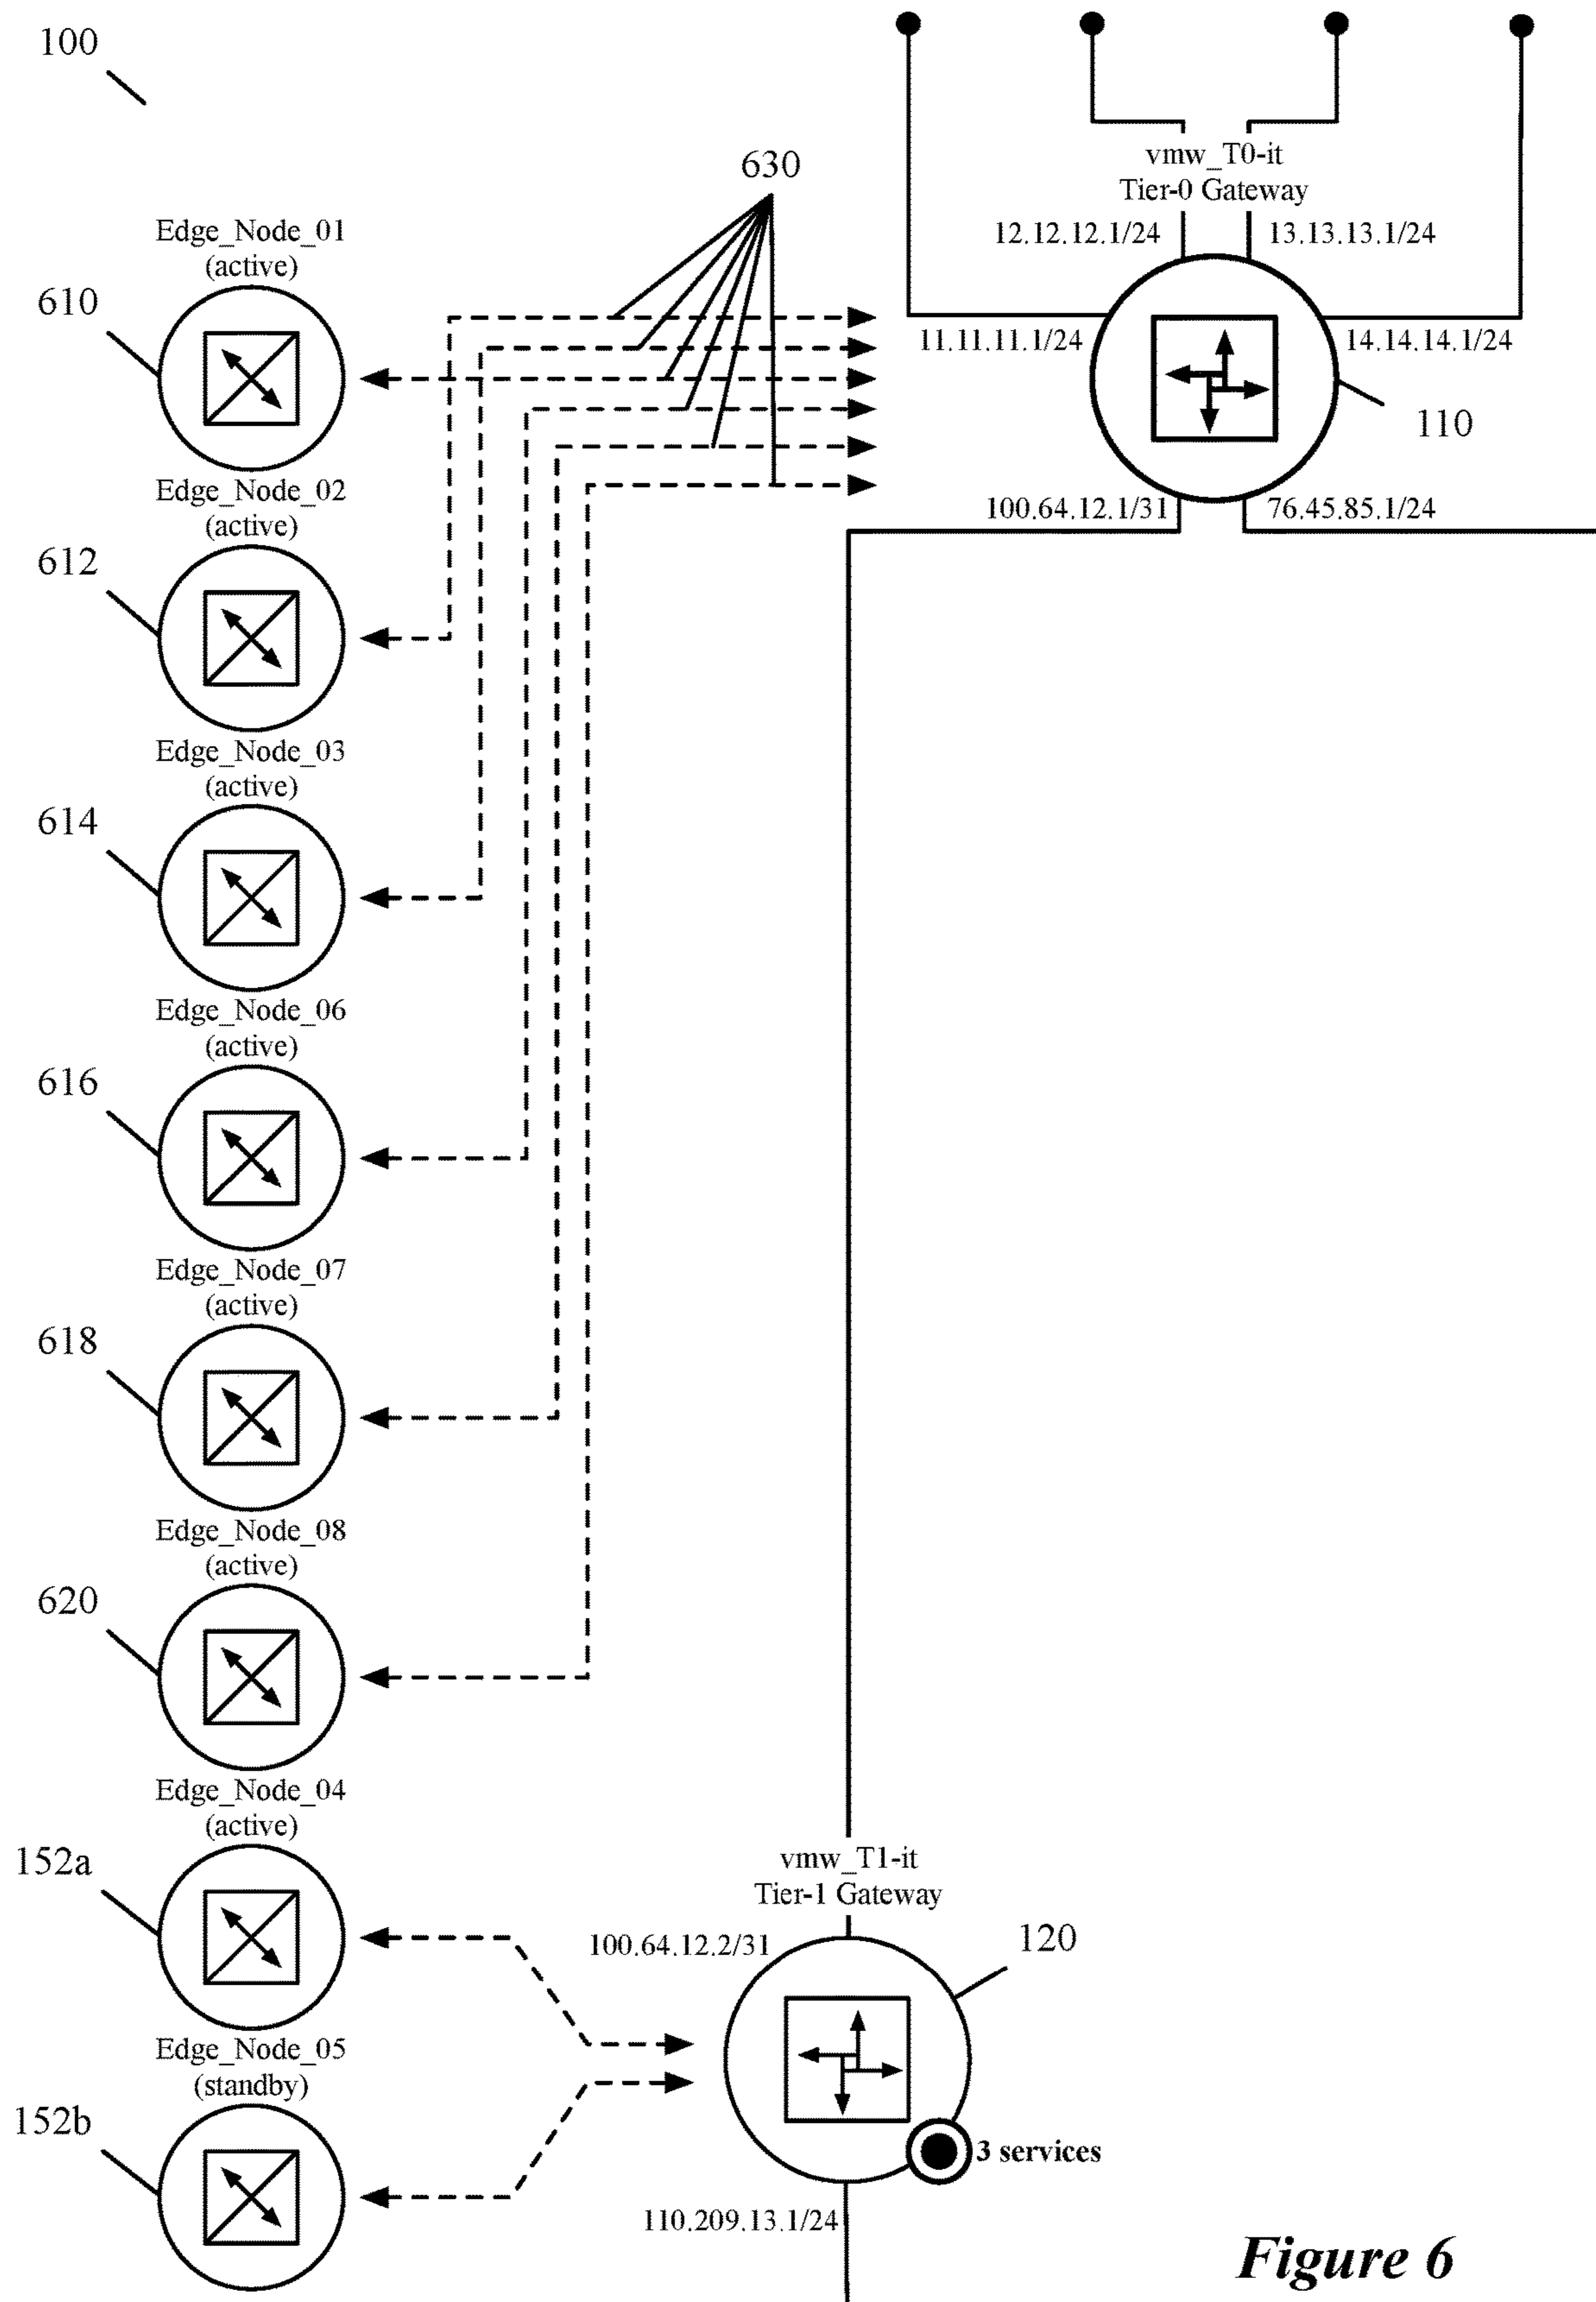 100
630
vmw_T0-it
Tier-0 Gateway
12.12.12.1/24
13.13.13.1/24
Edge_Node_01
(active)
610
11.11.11.1/24
14.14.14.1/24
110
Edge_Node_02
(active)
100.64.12.1/31
76.45.85.1/24
612
Edge_Node_03
(active)
614
Edge_Node_06
(active)
616
Edge_Node_07
(active)
618
Edge_Node_08
(active)
620
Edge_Node_04
(active)
152a
vmw_T1-it
Tier-1 Gateway
100.64.12.2/31
120
Edge_Node_05
(standby)
152b
3 services
110.209.13.1/24
Figure 6